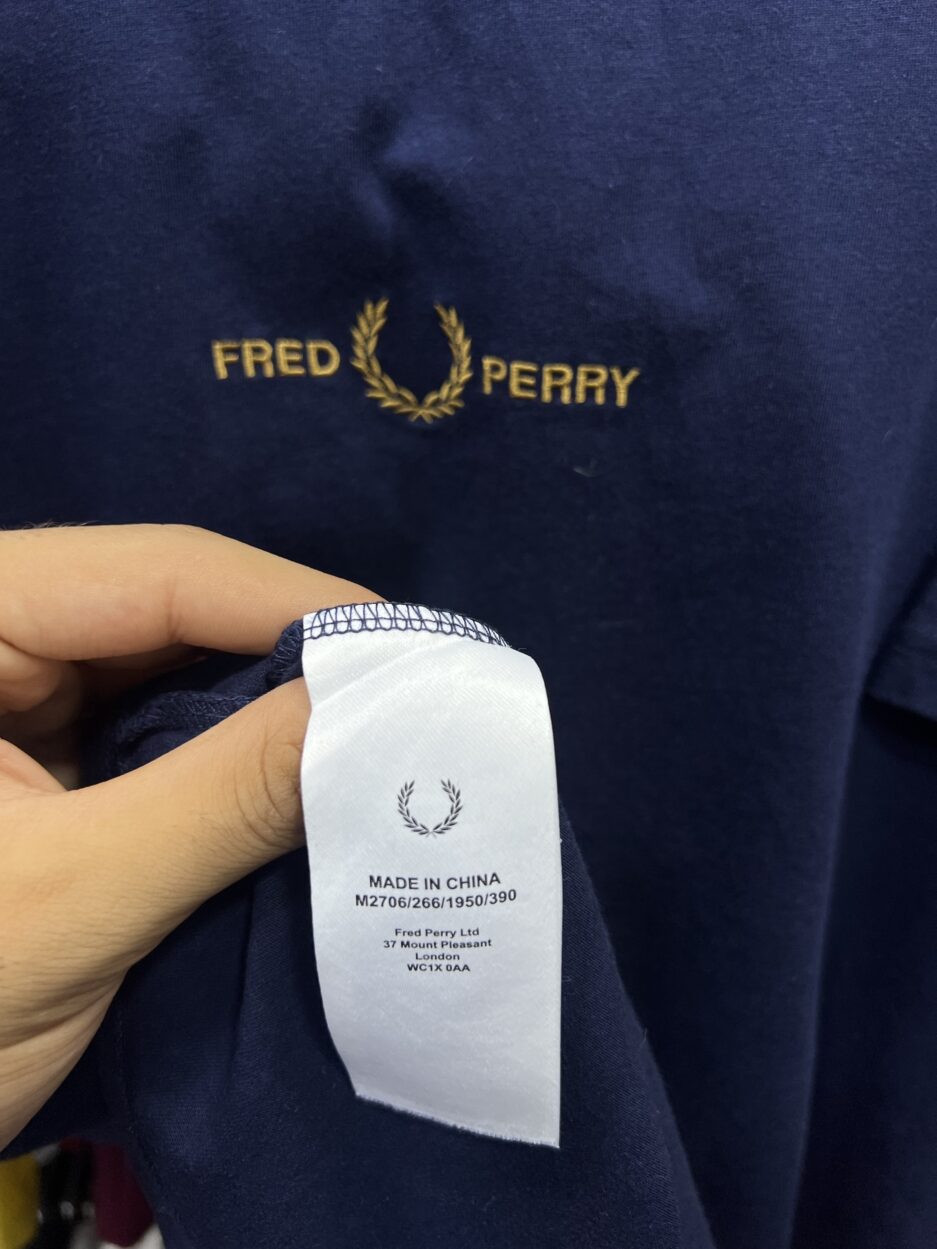 FRED PERRY
MADE IN CHINA
M2706/266/1950/390
Fred Perry Ltd
37 Mount Pleasant
London
WC1X 0AA